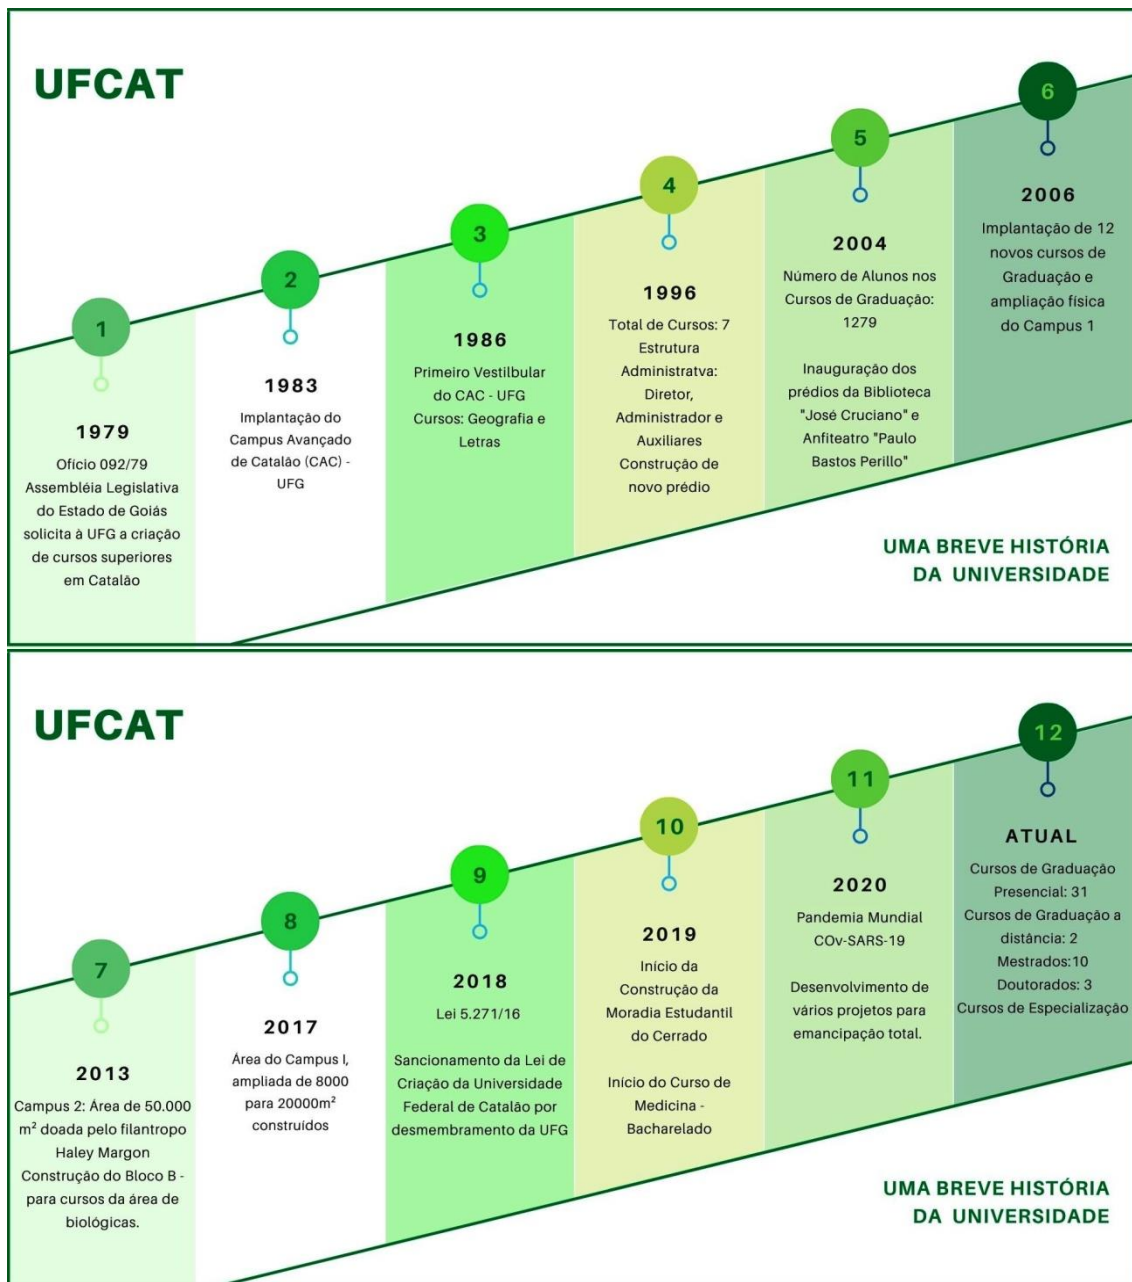 UFCAT
1
1979
Ofício 092/79
Assembléia Legislativa
do Estado de Goiás
solicita à UFG a criação
de cursos superiores
em Catalão
2
1983
Implantação do
Campus Avançado
de Catalão (CAC) -
UFG
3
1986
Primeiro Vestilbular
do CAC - UFG
Cursos: Geografia e
Letras
4
1996
Total de Cursos: 7
Estrutura
Administratva:
Diretor,
Administrador e
Auxiliares
Construção de
novo prédio
5
2004
Número de Alunos nos
Cursos de Graduação:
1279
Inauguração dos
prédios da Biblioteca
"José Cruciano" e
Anfiteatro "Paulo
Bastos Perillo"
6
2006
Implantação de 12
novos cursos de
Graduação e
ampliação física
do Campus 1
UMA BREVE HISTÓRIA
DA UNIVERSIDADE
UFCAT
7
2013
Campus 2: Área de 50.000
m² doada pelo filantropo
Haley Margon
Construção do Bloco B -
para cursos da área de
biológicas.
8
2017
Área do Campus I,
ampliada de 8000
para 20000m²
construídos
9
2018
Lei 5.271/16
Sancionamento da Lei de
Criação da Universidade
Federal de Catalão por
desmembramento da UFG
10
2019
Início da
Construção da
Moradia Estudantil
do Cerrado
Início do Curso de
Medicina -
Bacharelado
11
2020
Pandemia Mundial
COv-SARS-19
Desenvolvimento de
vários projetos para
emancipação total.
12
ATUAL
Cursos de Graduação
Presencial: 31
Cursos de Graduação a
distância: 2
Mestrados:10
Doutorados: 3
Cursos de Especialização
UMA BREVE HISTÓRIA
DA UNIVERSIDADE